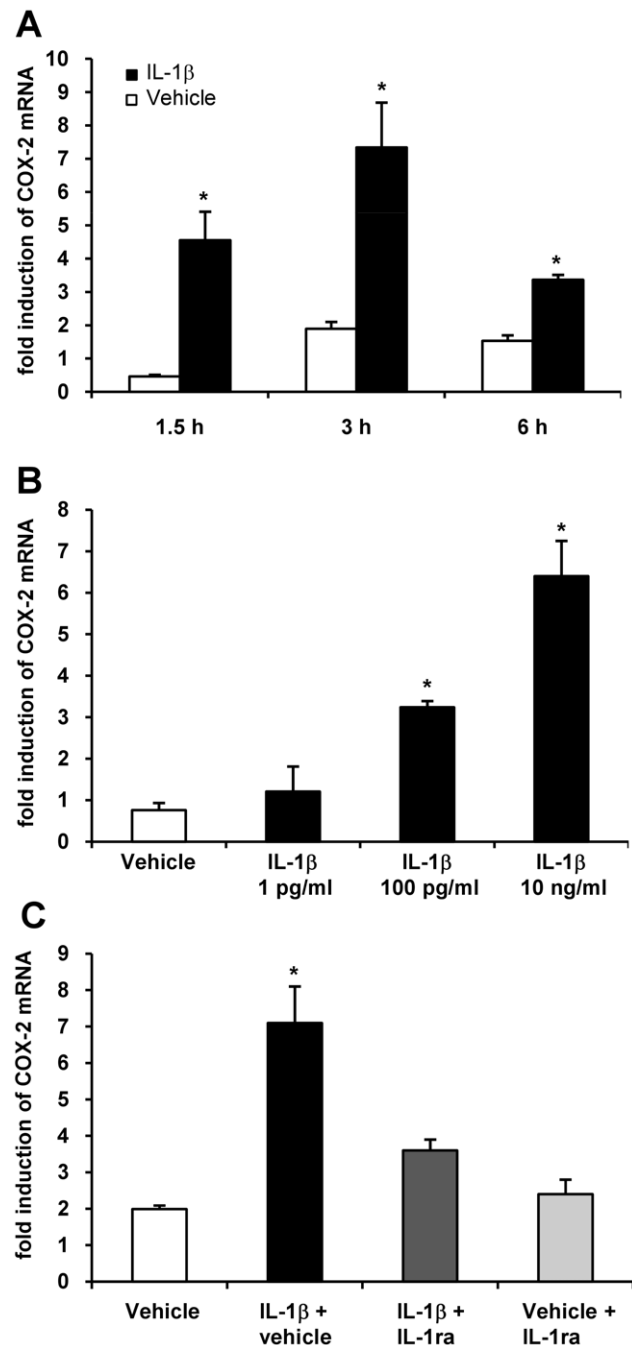 A
fold induction of COX-2 mRNA
10
9
8
7
6
5
4
3
2
1
0
IL-1β
Vehicle
*
*
*
1.5 h
3 h
6 h
B
fold induction of COX-2 mRNA
8
7
6
5
4
3
2
1
0
*
*
Vehicle
IL-1β
1 pg/ml
IL-1β
100 pg/ml
IL-1β
10 ng/ml
C
fold induction of COX-2 mRNA
9
8
7
6
5
4
3
2
1
0
*
Vehicle
IL-1β +
vehicle
IL-1β +
IL-1ra
Vehicle +
IL-1ra